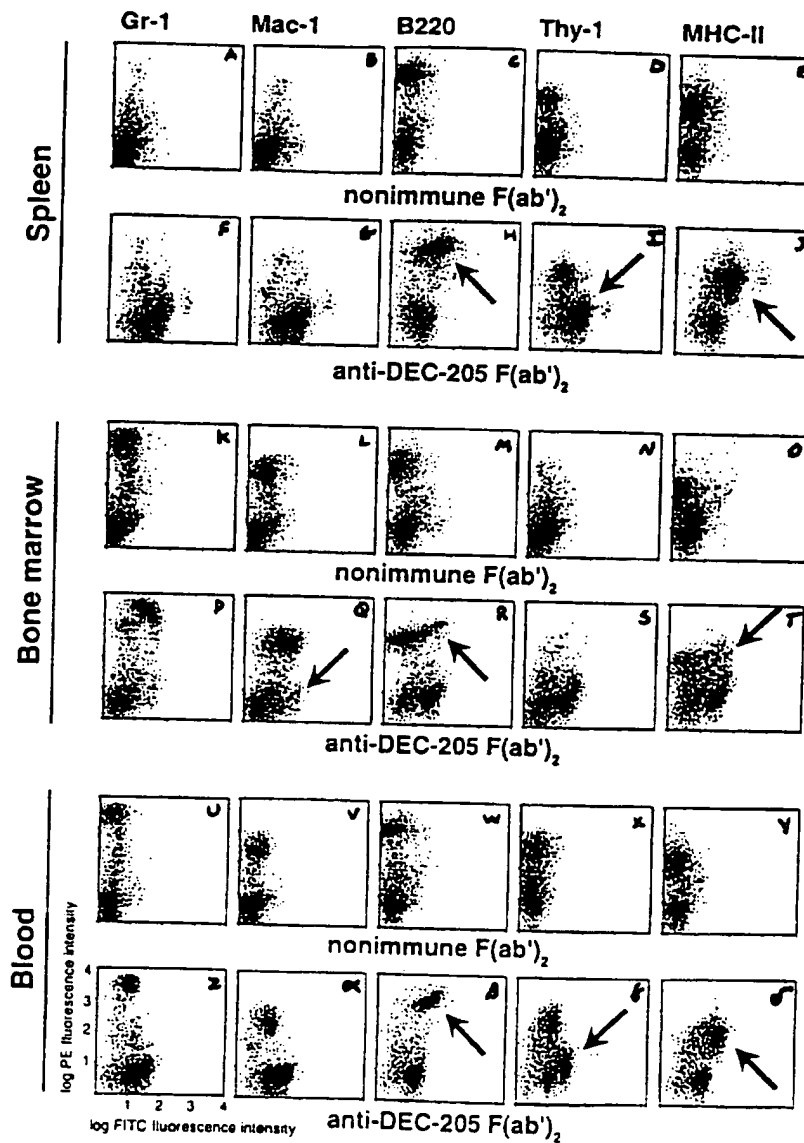 Gr-1 Mac-1 B220 Thy-1 MHC-II
Spleen
A B C D E
nonimmune F(ab')₂
F G H I J
anti-DEC-205 F(ab')₂
Bone marrow
K L M N O
nonimmune F(ab')₂
P Q R S T
anti-DEC-205 F(ab')₂
Blood
U V W X Y
nonimmune F(ab')₂
log PE fluorescence intensity
Z α β γ δ
4
3
2
1
1 2 3 4
log FITC fluorescence intensity
anti-DEC-205 F(ab')₂